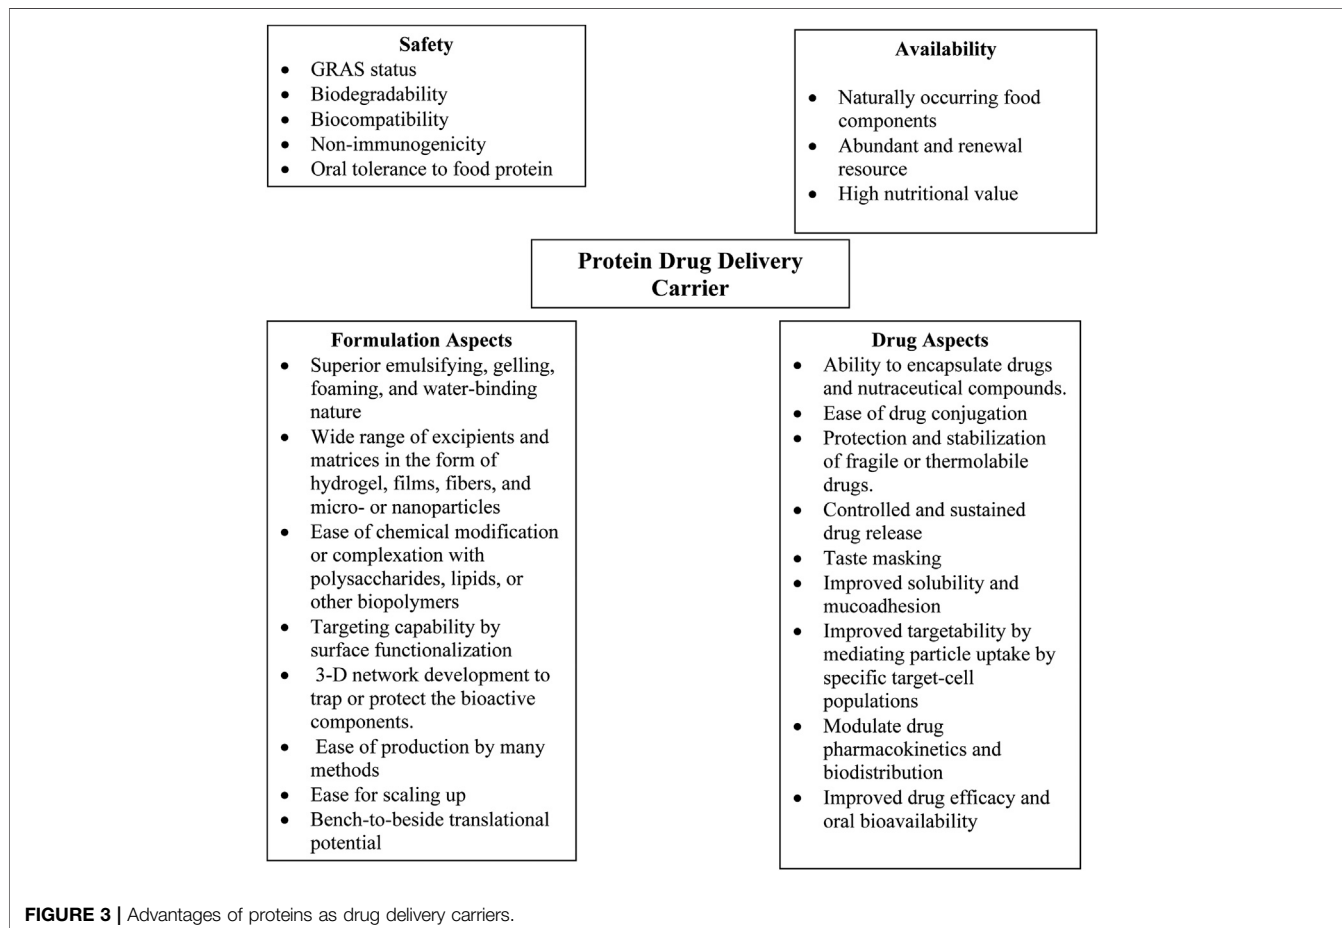 Safety
• GRAS status
• Biodegradability
• Biocompatibility
• Non-immunogenicity
• Oral tolerance to food protein
Availability
• Naturally occurring food
components
• Abundant and renewal
resource
• High nutritional value
Protein Drug Delivery
Carrier
Formulation Aspects
• Superior emulsifying, gelling,
foaming, and water-binding
nature
• Wide range of excipients and
matrices in the form of
hydrogel, films, fibers, and
micro- or nanoparticles
• Ease of chemical modification
or complexation with
polysaccharides, lipids, or
other biopolymers
• Targeting capability by
surface functionalization
• 3-D network development to
trap or protect the bioactive
components.
• Ease of production by many
methods
• Ease for scaling up
• Bench-to-beside translational
potential
Drug Aspects
• Ability to encapsulate drugs
and nutraceutical compounds.
• Ease of drug conjugation
• Protection and stabilization
of fragile or thermolabile
drugs.
• Controlled and sustained
drug release
• Taste masking
• Improved solubility and
mucoadhesion
• Improved targetability by
mediating particle uptake by
specific target-cell
populations
• Modulate drug
pharmacokinetics and
biodistribution
• Improved drug efficacy and
oral bioavailability
FIGURE 3 | Advantages of proteins as drug delivery carriers.